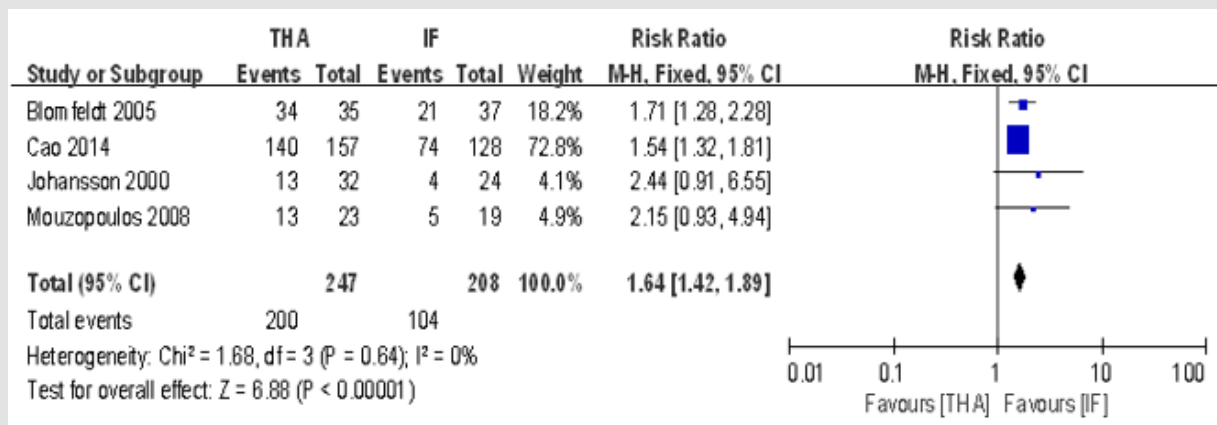 THA IF Risk Ratio Risk Ratio
Study or Subgroup Events Total Events Total Weight M-H, Fixed, 95% CI M-H, Fixed, 95% CI
Blomfeldt 2005 34 35 21 37 18.2% 1.71 [1.28, 2.28]
Cao 2014 140 157 74 128 72.8% 1.54 [1.32, 1.81]
Johansson 2000 13 32 4 24 4.1% 2.44 [0.91, 6.55]
Mouzopoulos 2008 13 23 5 19 4.9% 2.15 [0.93, 4.94]
Total (95% CI) 247 208 100.0% 1.64 [1.42, 1.89]
Total events 200 104
Heterogeneity: Chi² = 1.68, df = 3 (P = 0.64); I² = 0%
Test for overall effect: Z = 6.88 (P < 0.00001)
0.01 0.1 1 10 100
Favours [THA] Favours [IF]